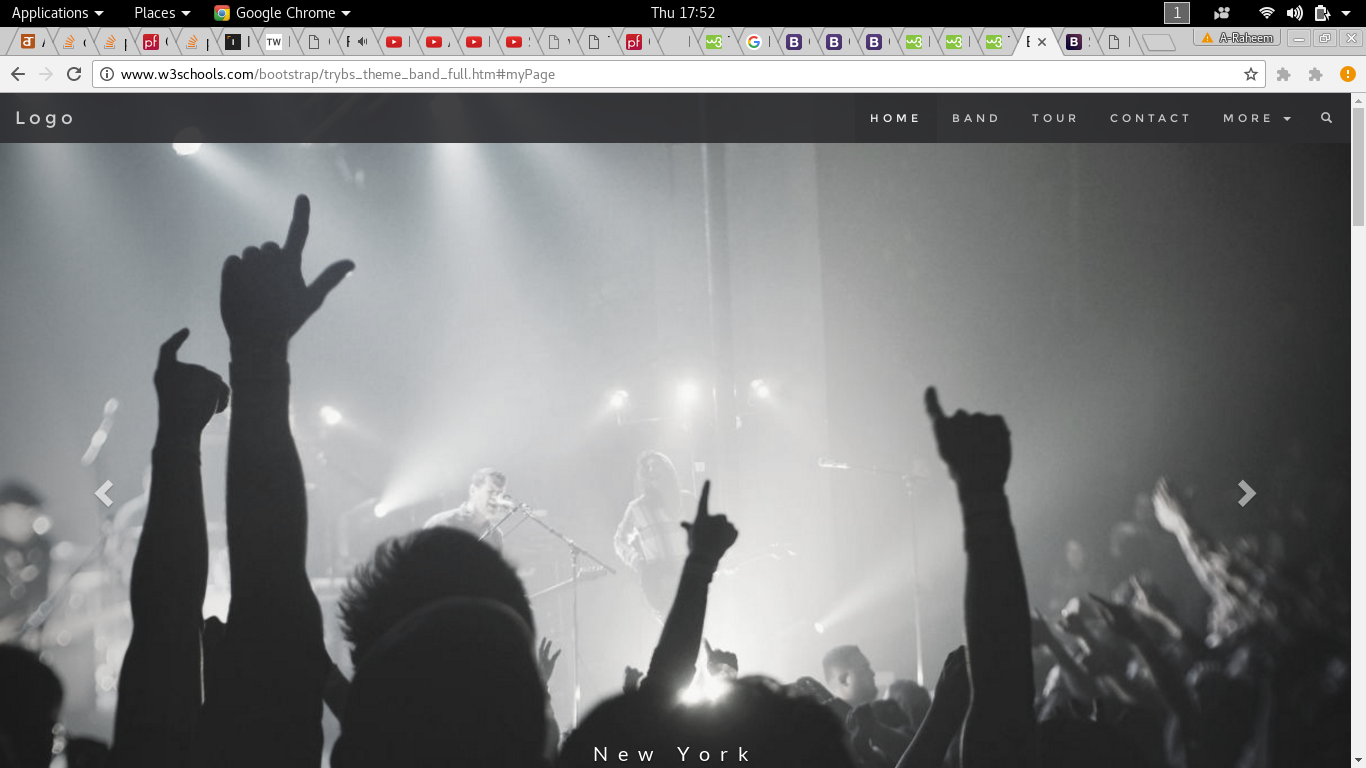 Applications Places Google Chrome Thu 17:52 1
A-Raheem
www.w3schools.com/bootstrap/trybs_theme_band_full.htm#myPage
Logo HOME BAND TOUR CONTACT MORE
New York